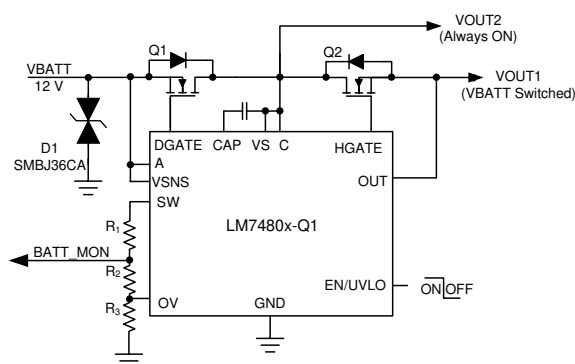 VOUT2
(Always ON)
Q1
Q2
VBATT
12 V
VOUT1
(VBATT Switched)
D1
SMBJ36CA
DGATE CAP VS C HGATE
A
VSNS
SW
OUT
R1
LM7480x-Q1
BATT_MON
R2
R3
OV
GND
EN/UVLO
ON OFF